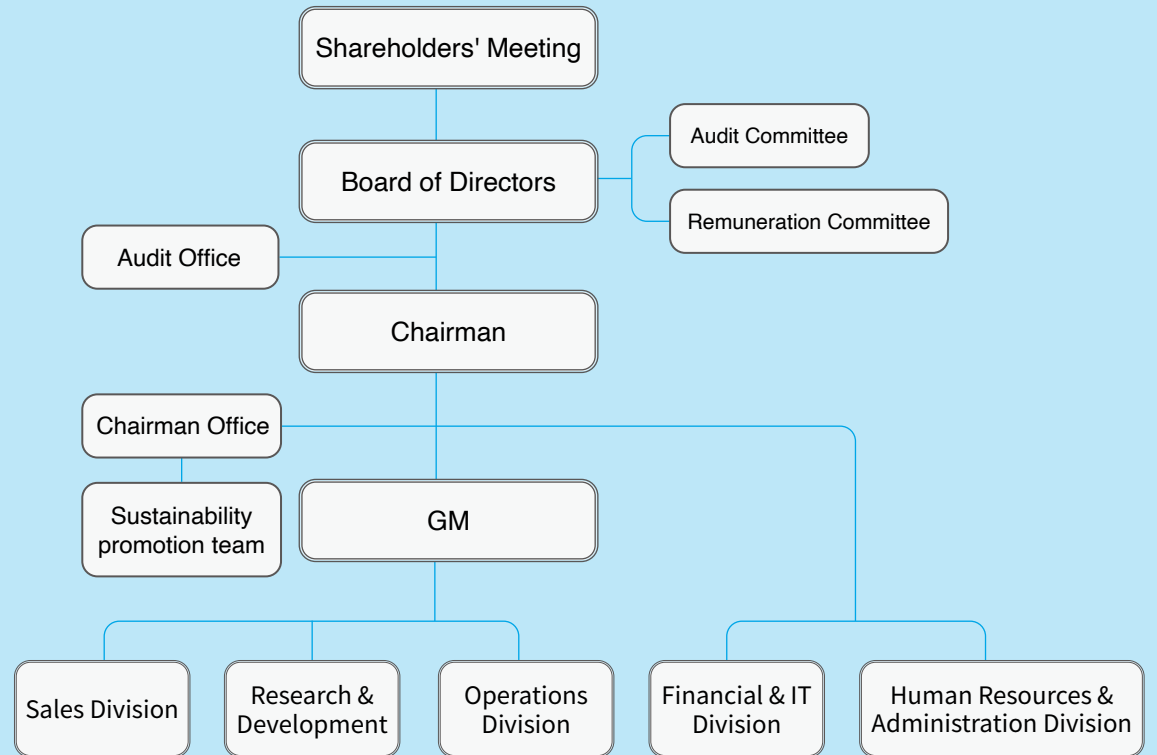 Shareholders' Meeting
Audit Committee
Board of Directors
Remuneration Committee
Audit Office
Chairman
Chairman Office
Sustainability
promotion team
GM
Sales Division
Research &
Development
Operations
Division
Financial & IT
Division
Human Resources &
Administration Division